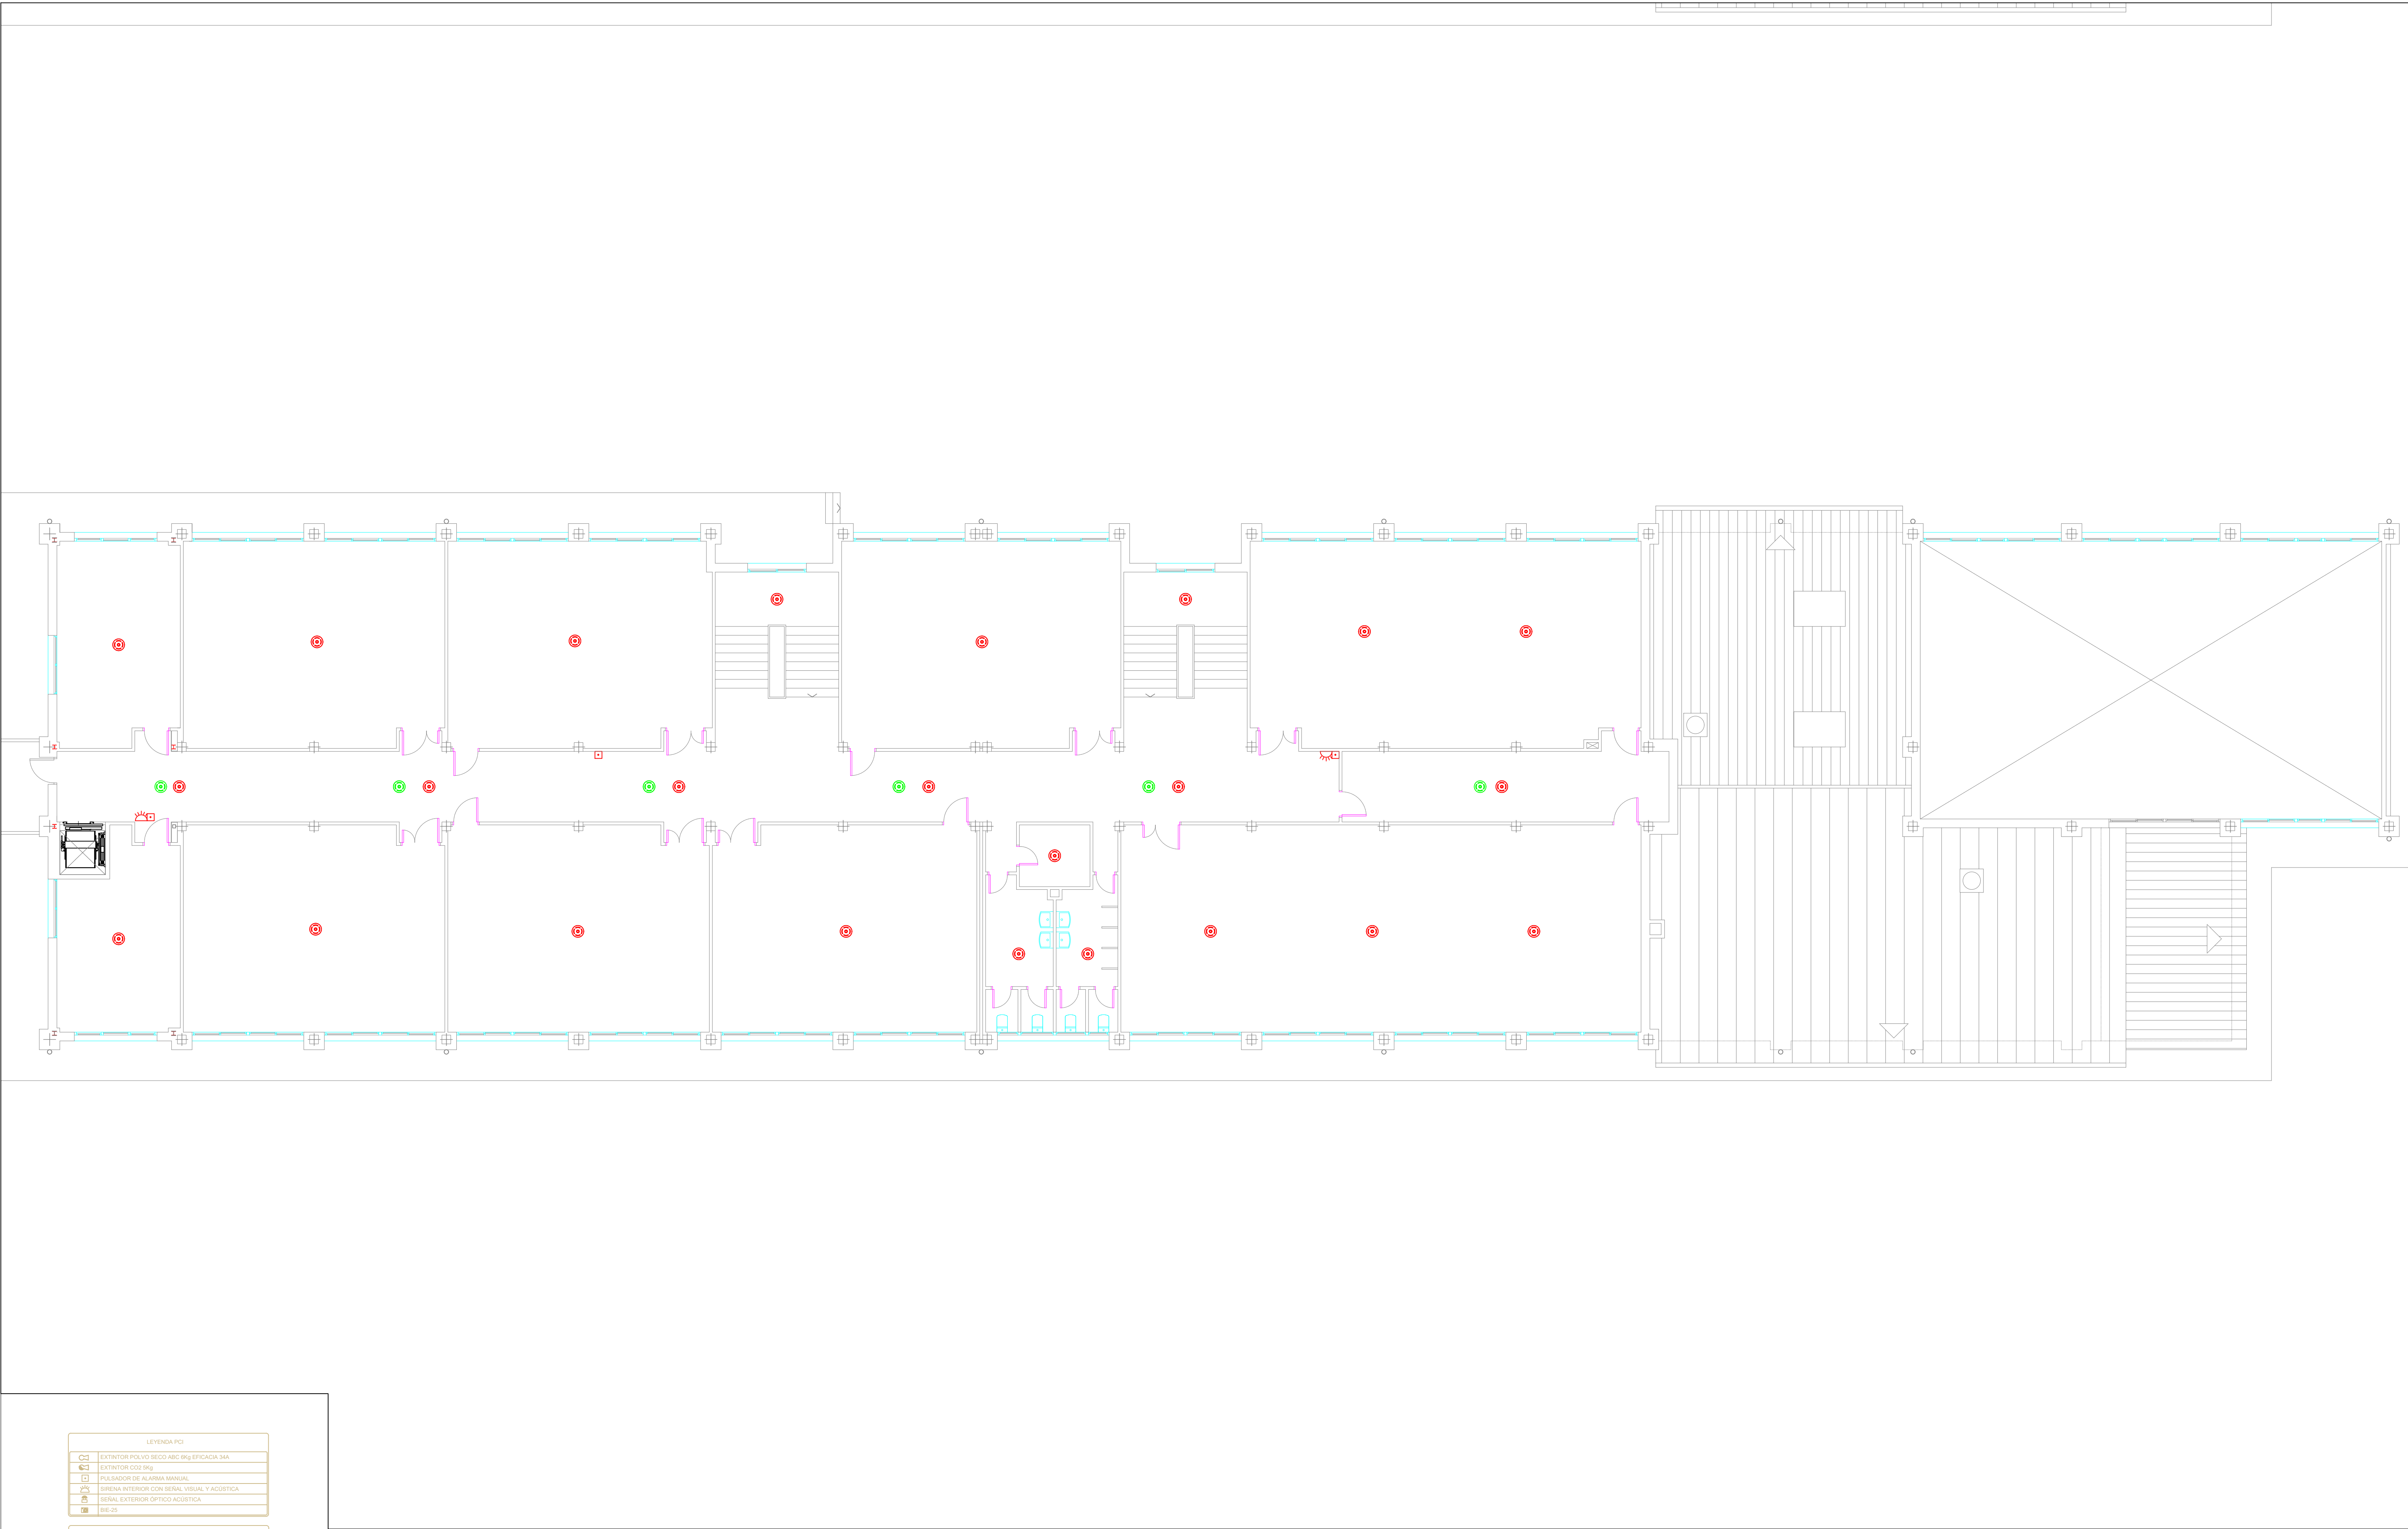 LEYENDA PCI
EXTINTOR POLVO SECO ABC 6Kg EFICACIA 34A
EXTINTOR CO2 5Kg
PULSADOR DE ALARMA MANUAL
SIRENA INTERIOR CON SEÑAL VISUAL Y ACÚSTICA
SEÑAL EXTERIOR ÓPTICO ACÚSTICA
BIE-25